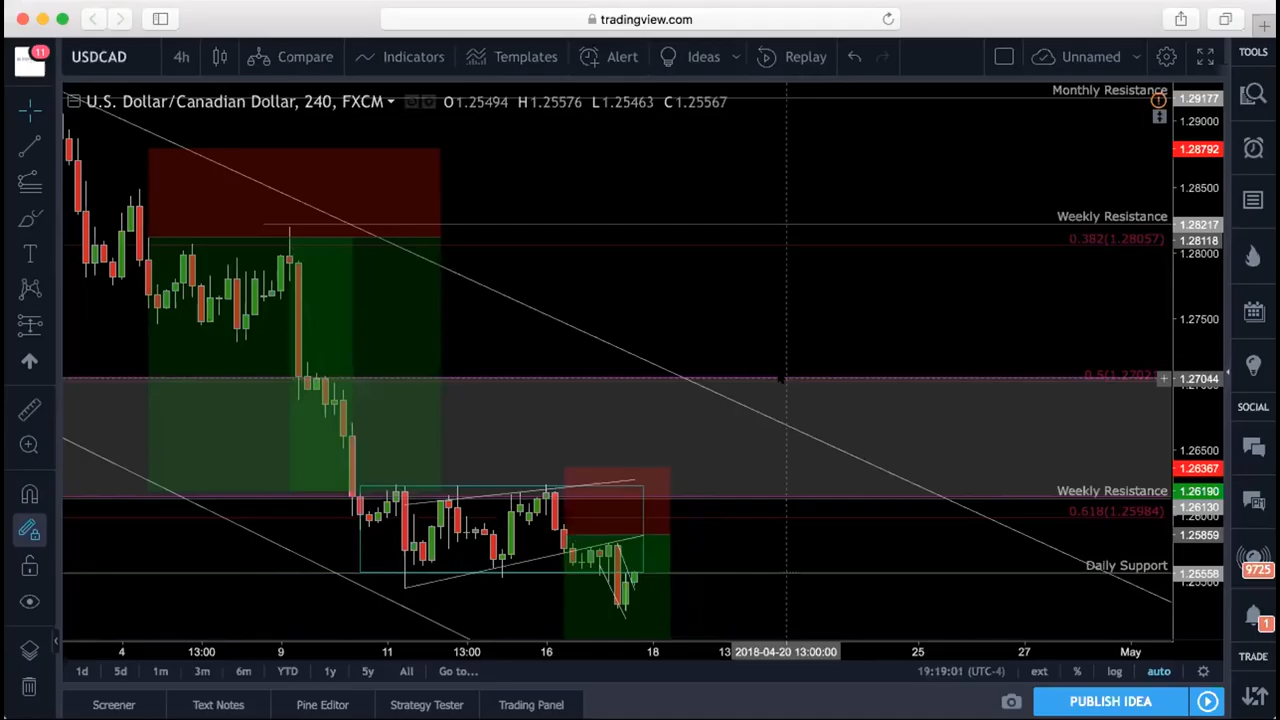 tradingview.com
11
USDCAD
4h
Compare
Indicators
Templates
Alert
Ideas
Replay
Unnamed
TOOLS
U.S. Dollar/Canadian Dollar, 240, FXCM
O1.25494 H1.25576 L1.25463 C1.25567
Monthly Resistance
1.29177
1.29000
1.28792
1.28500
Weekly Resistance
1.28217
0.382(1.28057)
1.28118
1.28000
1.27500
1.27044
1.26500
1.26367
Weekly Resistance
1.26190
1.26130
0.618(1.25984)
1.26000
1.25859
Daily Support
1.25558
SOCIAL
9725
1
TRADE
4
13:00
9
11
13:00
16
18
13
2018-04-20 13:00:00
25
27
May
1d
5d
1m
3m
6m
YTD
1y
5y
All
Go to...
19:19:01 (UTC-4)
ext
%
log
auto
Screener
Text Notes
Pine Editor
Strategy Tester
Trading Panel
PUBLISH IDEA